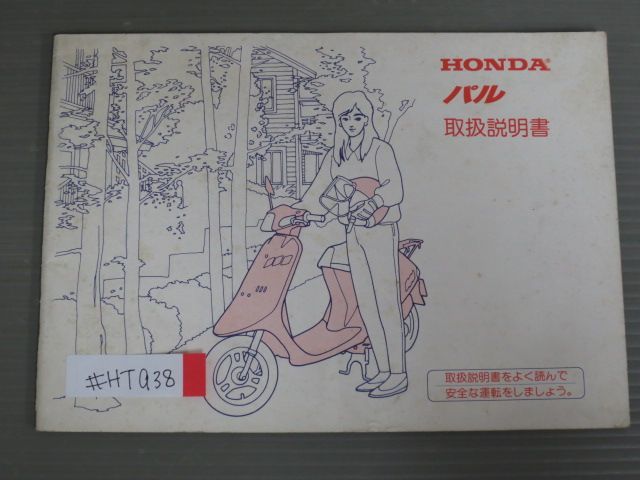 HONDA
パル
取扱説明書
取扱説明書をよく読んで
安全な運転をしましょう。
#HTA38